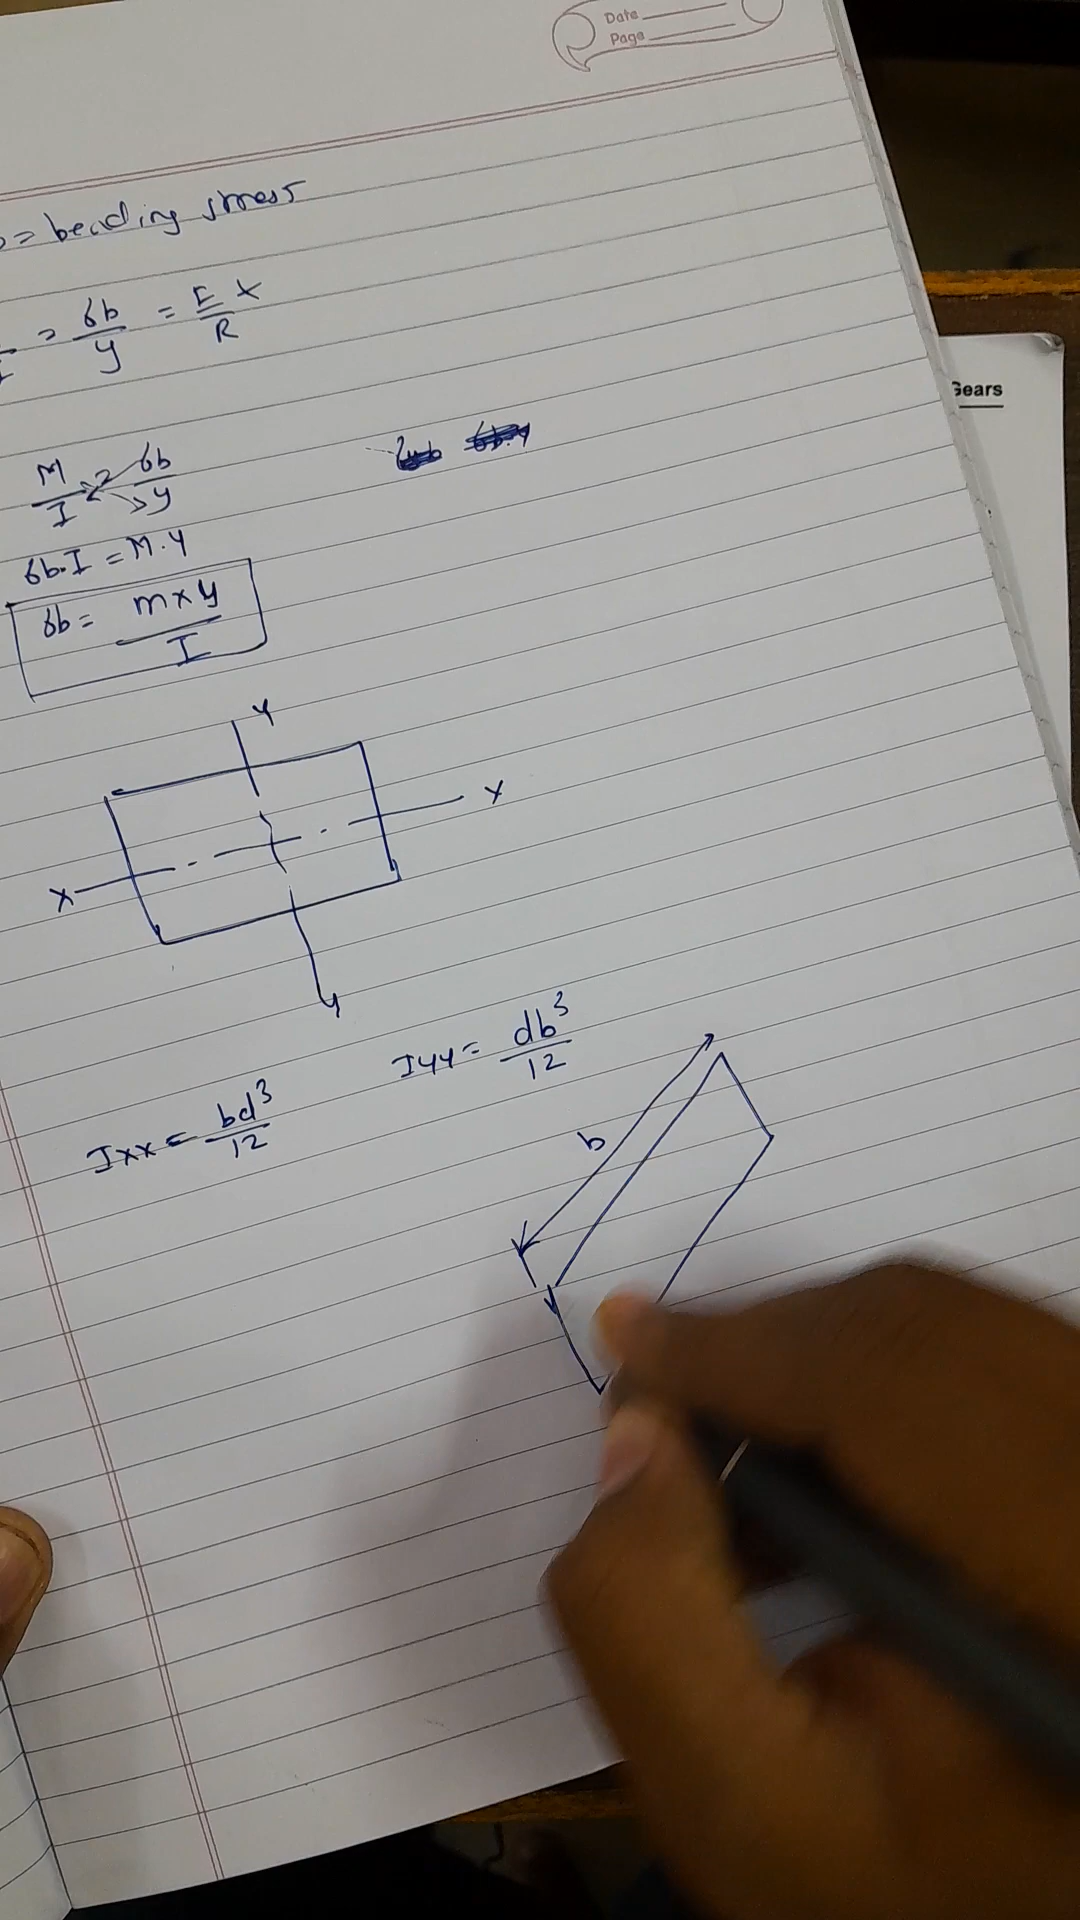 Date
Page
= bending stress
I = σb/y = E/R x
Gears
M/I = σb/y
σb.I = M.y
σb = m x y / I
Y
X
X
y
Iyy = db³/12
Ixx = bd³/12
b